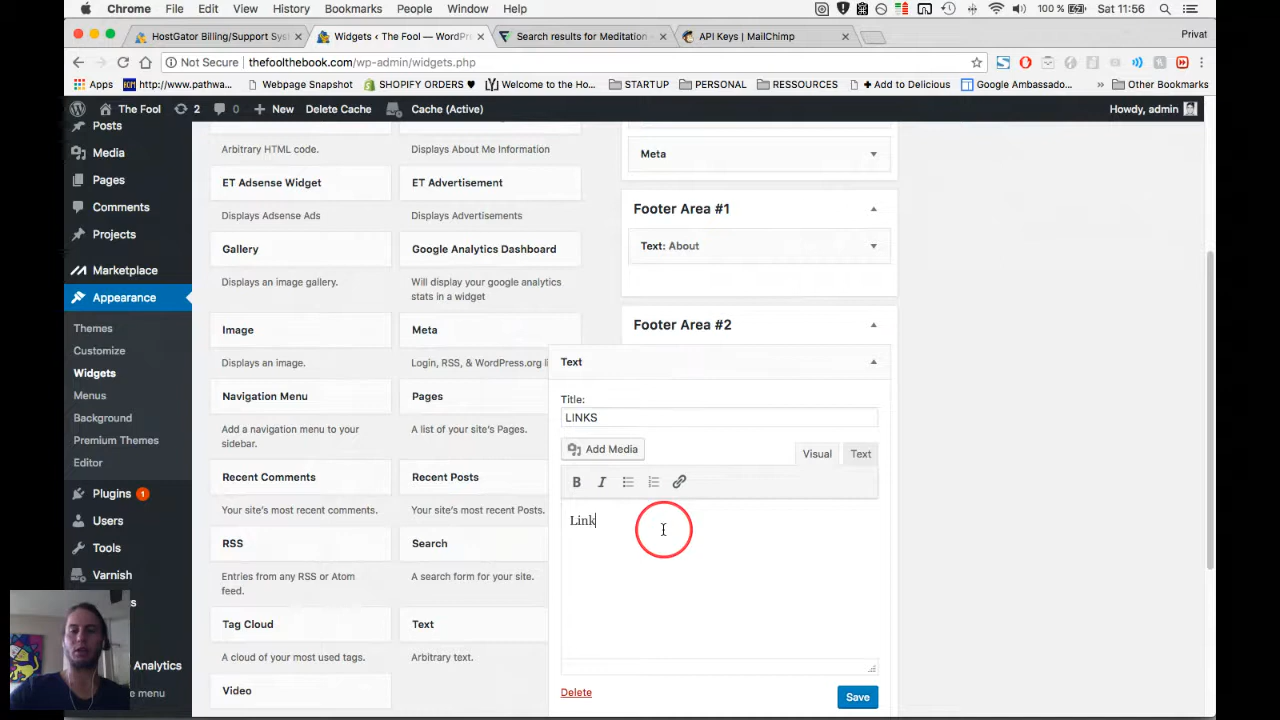 Chrome File Edit View History Bookmarks People Window Help 100 % Sat 11:56
HostGator Billing/Support Sys × Widgets ‹ The Fool — WordPre × Search results for Meditation - × API Keys | MailChimp × Privat
Not Secure thefoolthebook.com/wp-admin/widgets.php
Apps http://www.pathwa... Webpage Snapshot SHOPIFY ORDERS ♥ Welcome to the Ho... STARTUP PERSONAL RESSOURCES + Add to Delicious Google Ambassado... » Other Bookmarks
The Fool 2 0 + New Delete Cache Cache (Active) Howdy, admin
Posts
Media
Pages
Comments
Projects
Marketplace
Appearance
Themes
Customize
Widgets
Menus
Background
Premium Themes
Editor
Plugins 1
Users
Tools
Varnish
s
Analytics
se menu
Arbitrary HTML code.
Displays About Me Information
ET Adsense Widget
ET Advertisement
Displays Adsense Ads
Displays Advertisements
Gallery
Google Analytics Dashboard
Displays an image gallery.
Will display your google analytics
stats in a widget
Image
Meta
Displays an image.
Login, RSS, & WordPress.org li
Navigation Menu
Pages
Add a navigation menu to your
sidebar.
A list of your site's Pages.
Recent Comments
Recent Posts
Your site's most recent comments.
Your site's most recent Posts.
RSS
Search
Entries from any RSS or Atom
feed.
A search form for your site.
Tag Cloud
Text
A cloud of your most used tags.
Arbitrary text.
Video
Meta
Footer Area #1
Text: About
Footer Area #2
Text
Title:
LINKS
Add Media
Visual Text
B I
Link
Delete
Save